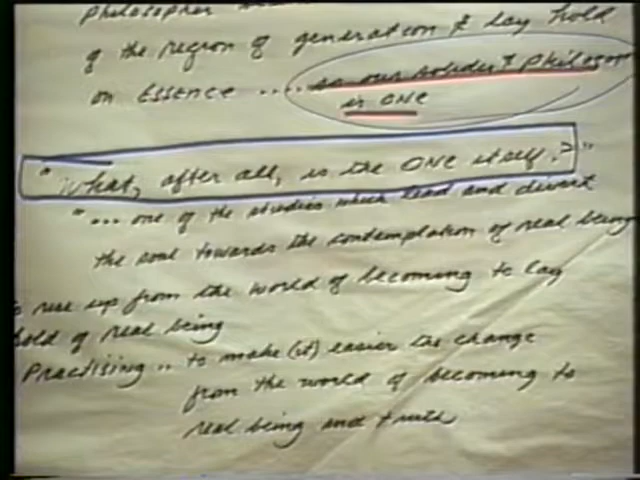 Philosopher
of the region of generation & lay hold
on Essence .... so our soldier & Philosop
is ONE
"What, after all, is the ONE itself?"
"... one of the studies which lead and divert
the soul towards the contemplation of real being
to rise up from the world of becoming to lay
hold of real being
Practising .. to make (it) easier the change
from the world of becoming to
real being and truth